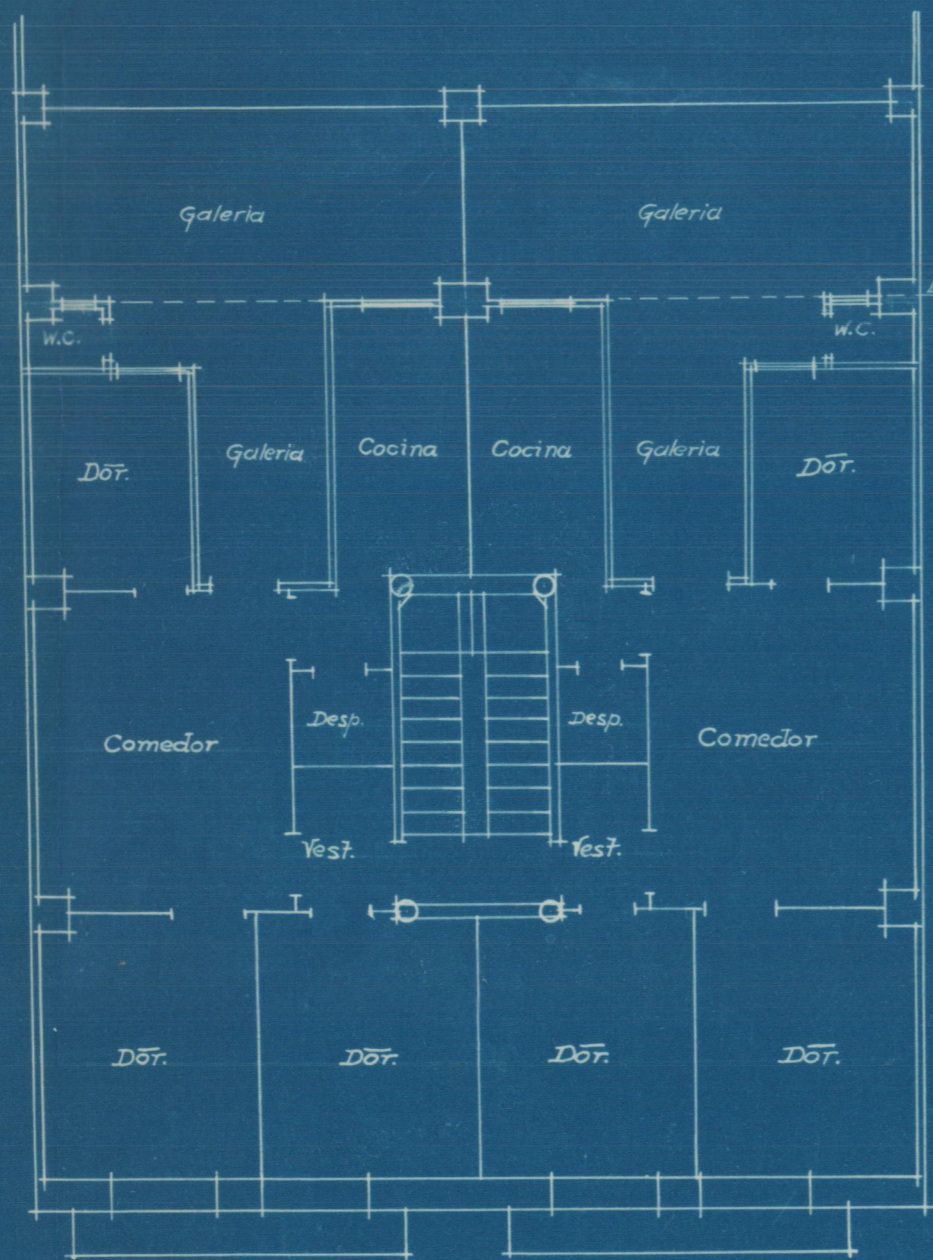 Galeria
Galeria
W.C.
W.C.
Dōr.
Galeria
Cocina
Cocina
Galeria
Dōr.
Comedor
Desp.
Desp.
Comedor
Vest.
Vest.
Dōr.
Dōr.
Dōr.
Dōr.